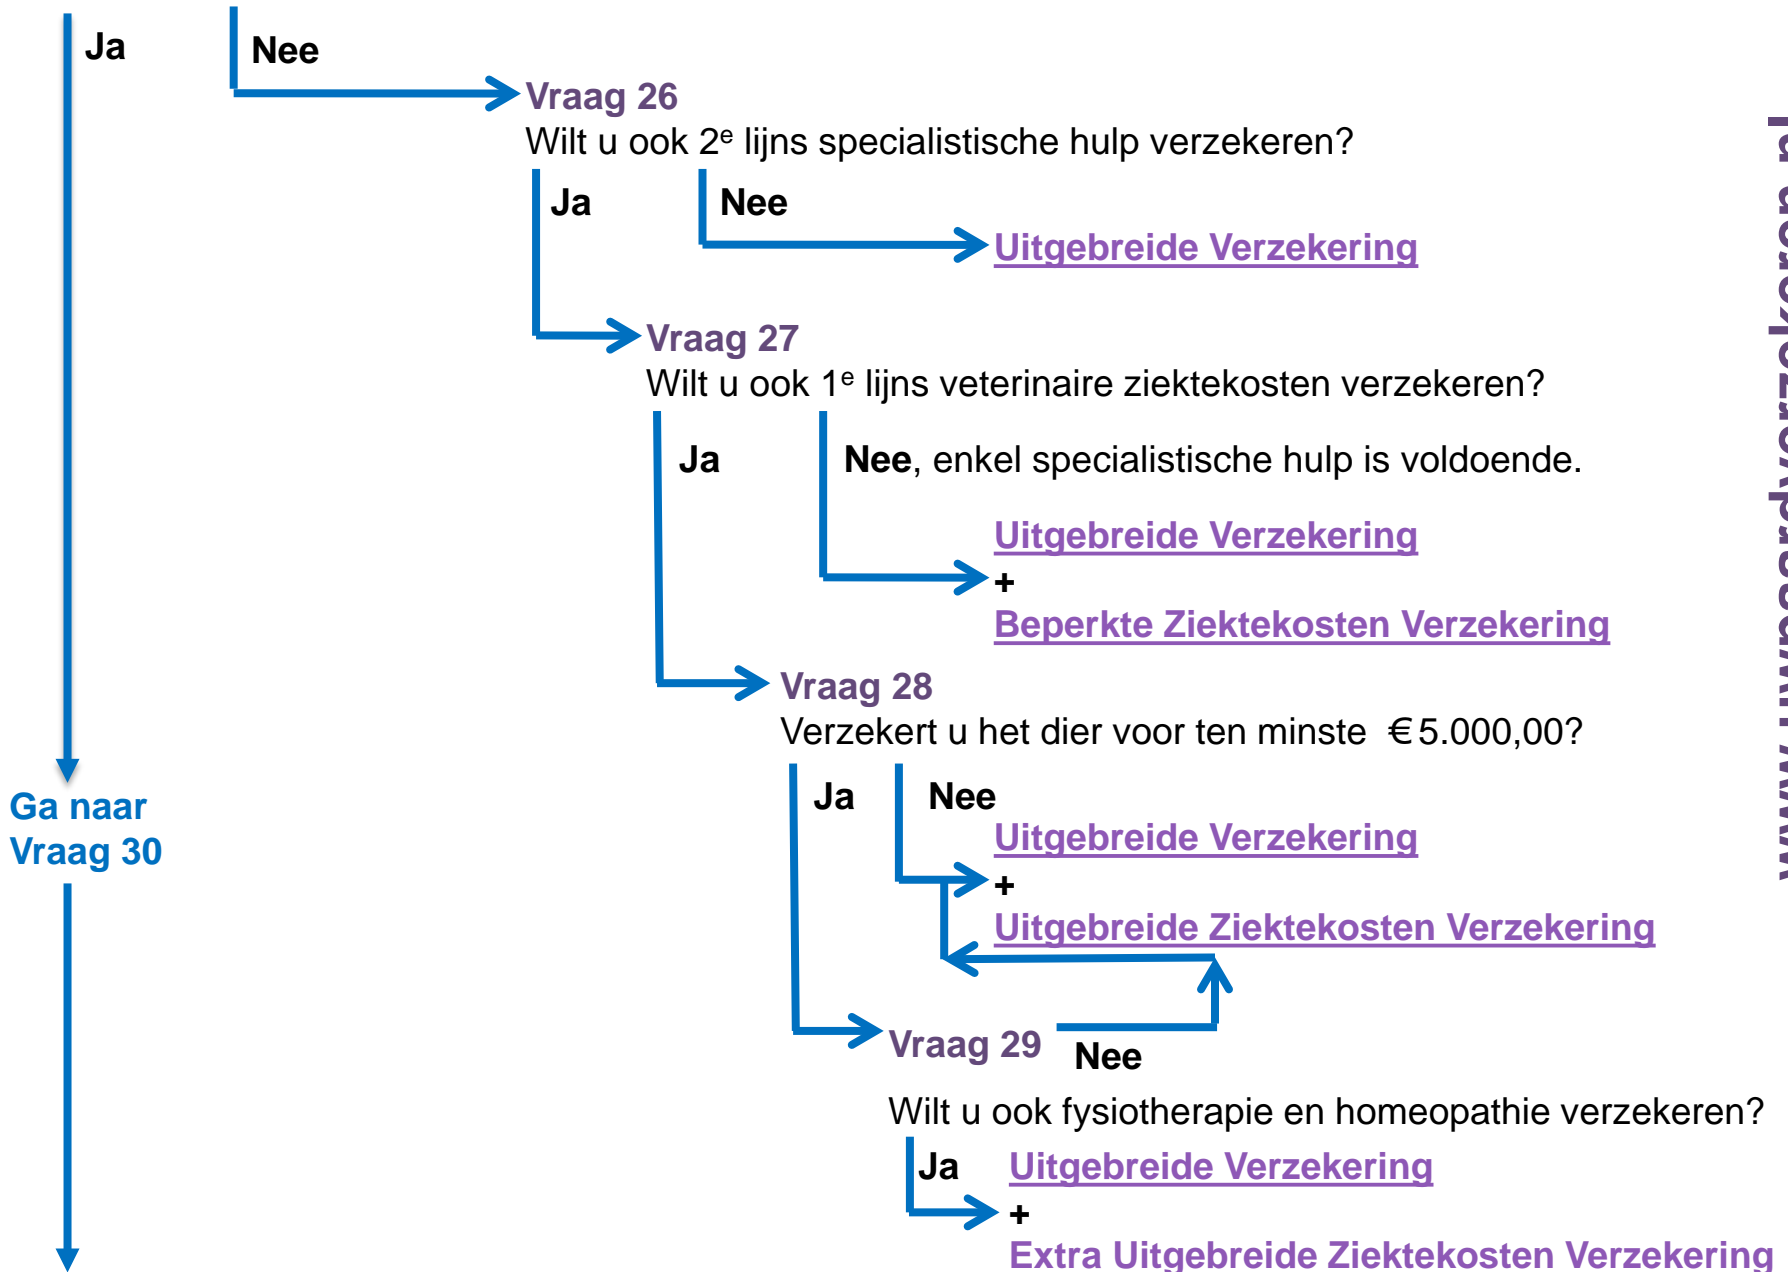 Ja
Nee
Vraag 26
Wilt u ook 2e lijns specialistische hulp verzekeren?
Ja
Nee
Uitgebreide Verzekering
Vraag 27
Wilt u ook 1e lijns veterinaire ziektekosten verzekeren?
Ja
Nee, enkel specialistische hulp is voldoende.
Uitgebreide Verzekering
+
Beperkte Ziektekosten Verzekering
Vraag 28
Verzekert u het dier voor ten minste €5.000,00?
Ja
Nee
Ga naar
Vraag 30
Uitgebreide Verzekering
+
Uitgebreide Ziektekosten Verzekering
Vraag 29
Nee
Wilt u ook fysiotherapie en homeopathie verzekeren?
Ja
Uitgebreide Verzekering
+
Extra Uitgebreide Ziektekosten Verzekering